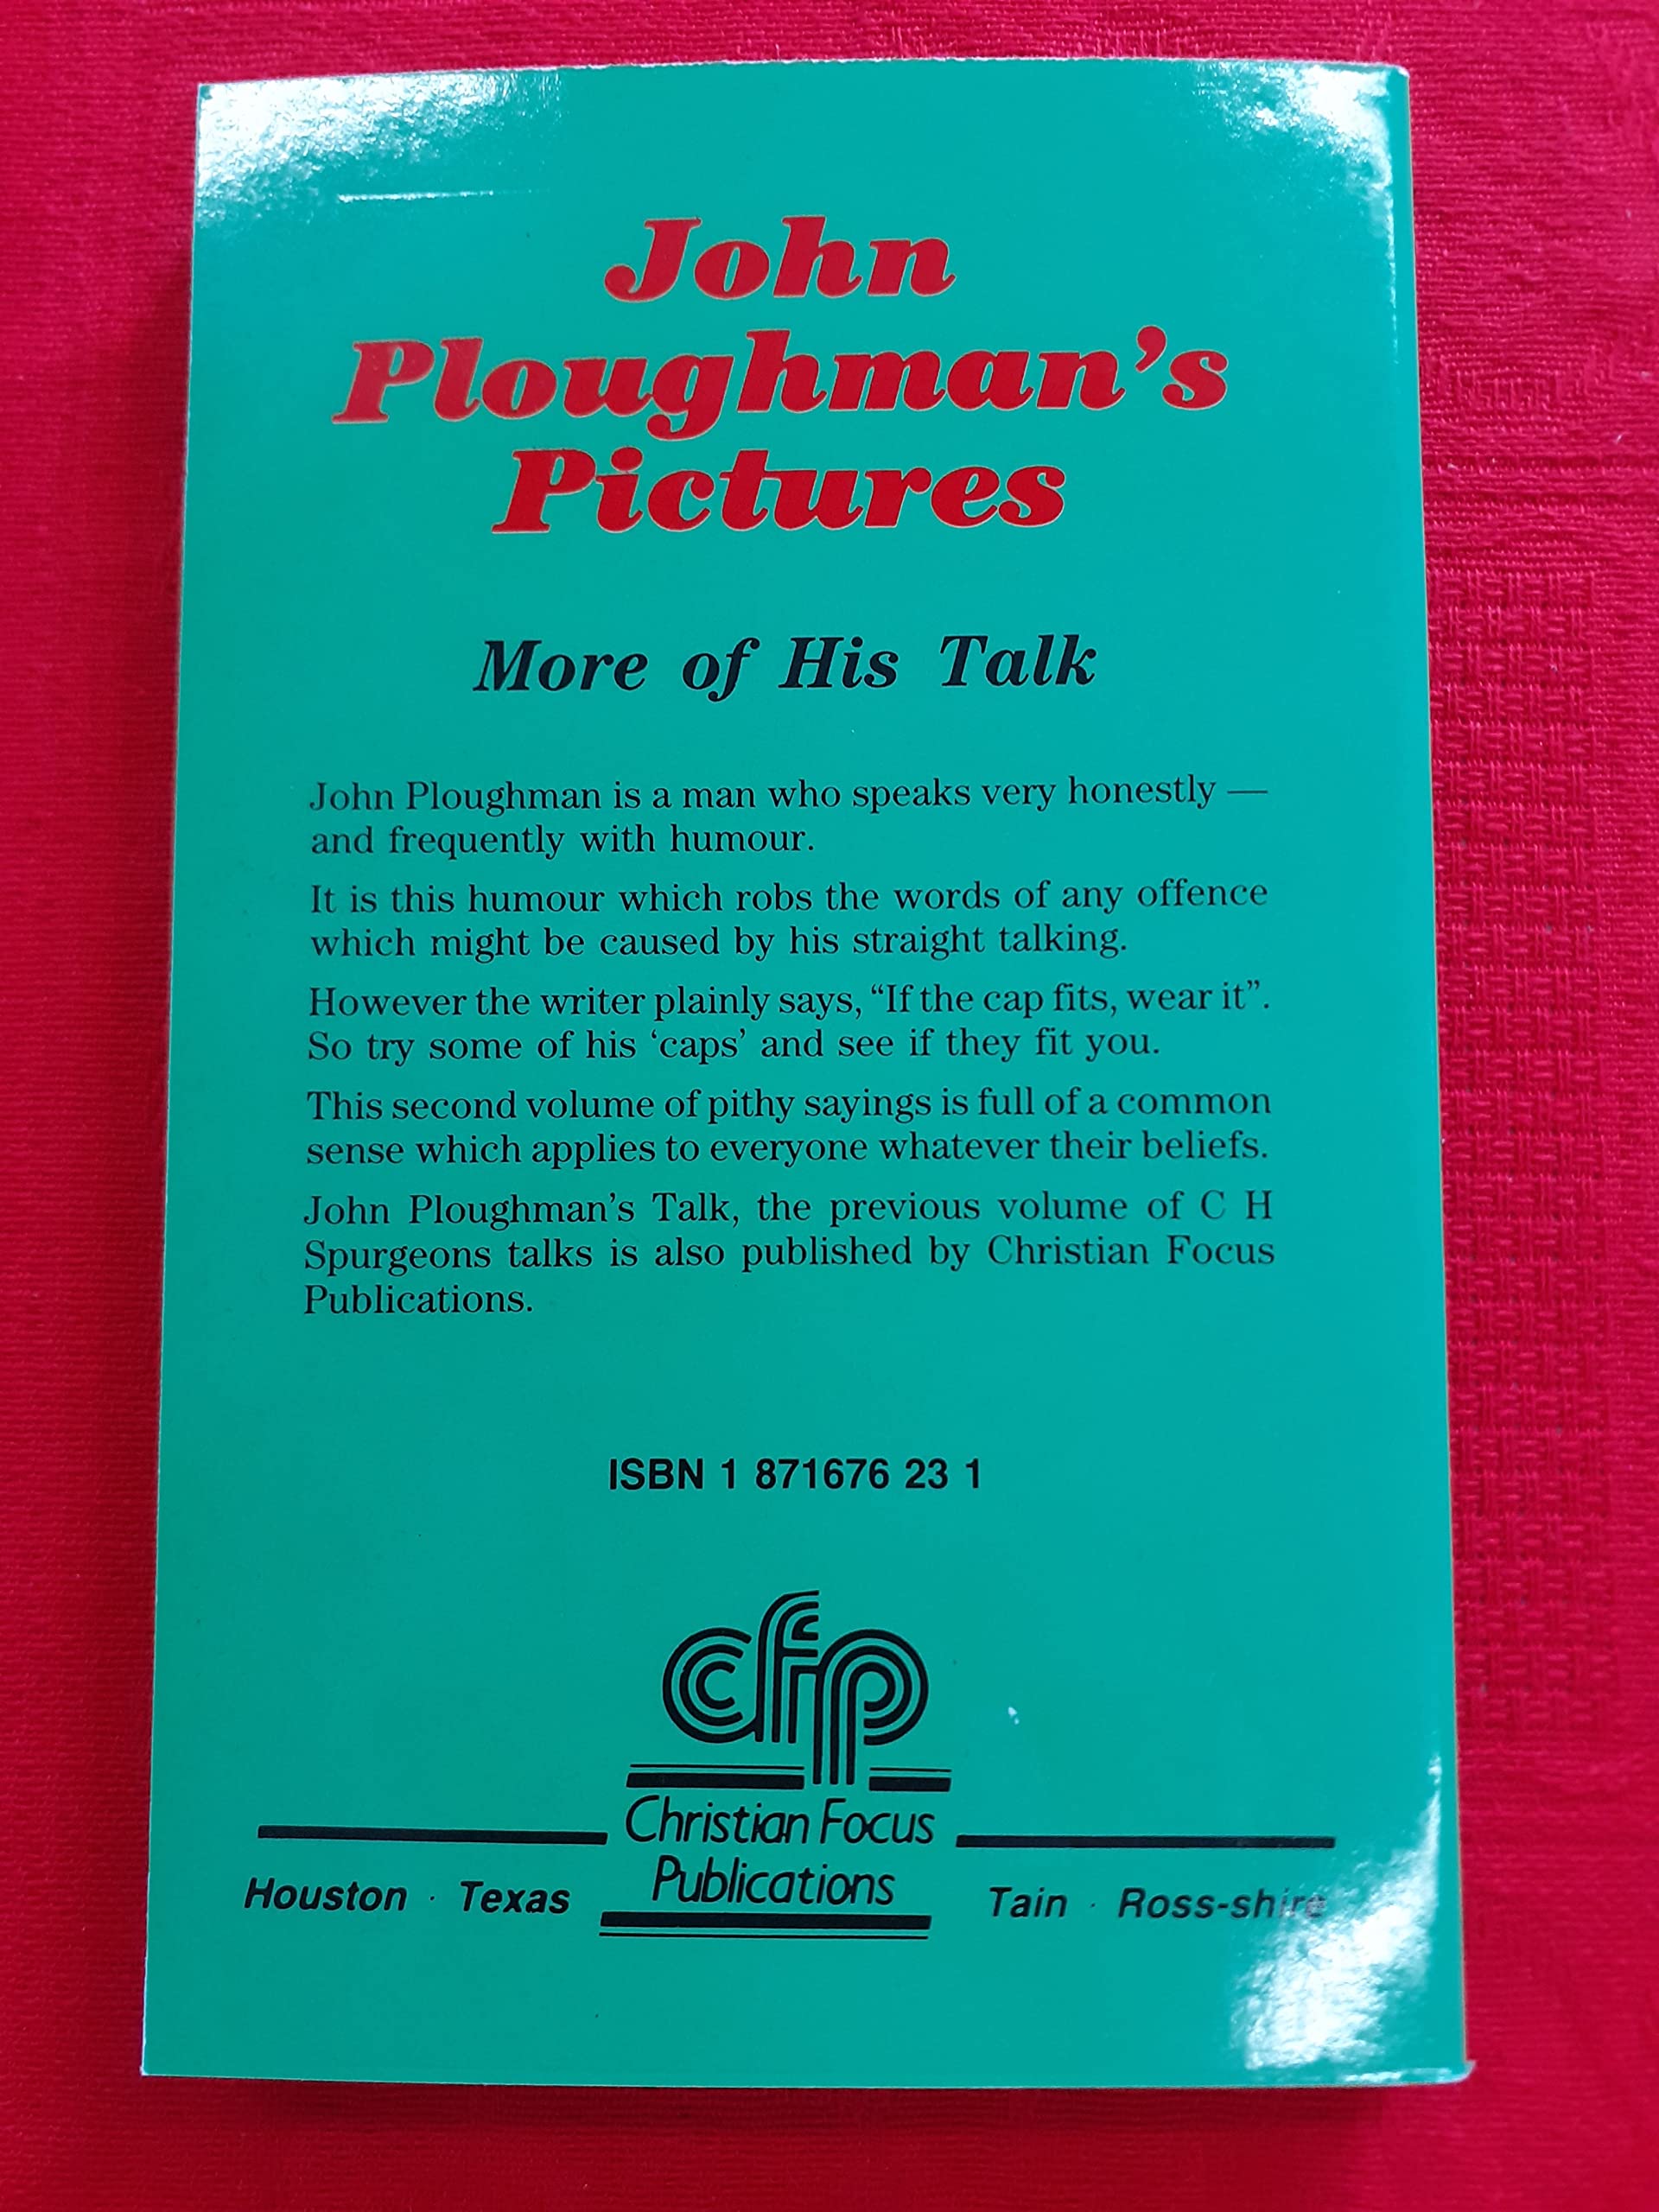 John
Ploughman’s
Pictures
More of His Talk
John Ploughman is a man who speaks very honestly —
and frequently with humour.
It is this humour which robs the words of any offence
which might be caused by his straight talking.
However the writer plainly says, “If the cap fits, wear it”.
So try some of his ‘caps’ and see if they fit you.
This second volume of pithy sayings is full of a common
sense which applies to everyone whatever their beliefs.
John Ploughman’s Talk, the previous volume of C H
Spurgeons talks is also published by Christian Focus
Publications.
ISBN 1 871676 23 1
cfp
Christian Focus
Publications
Houston · Texas
Tain · Ross-shire